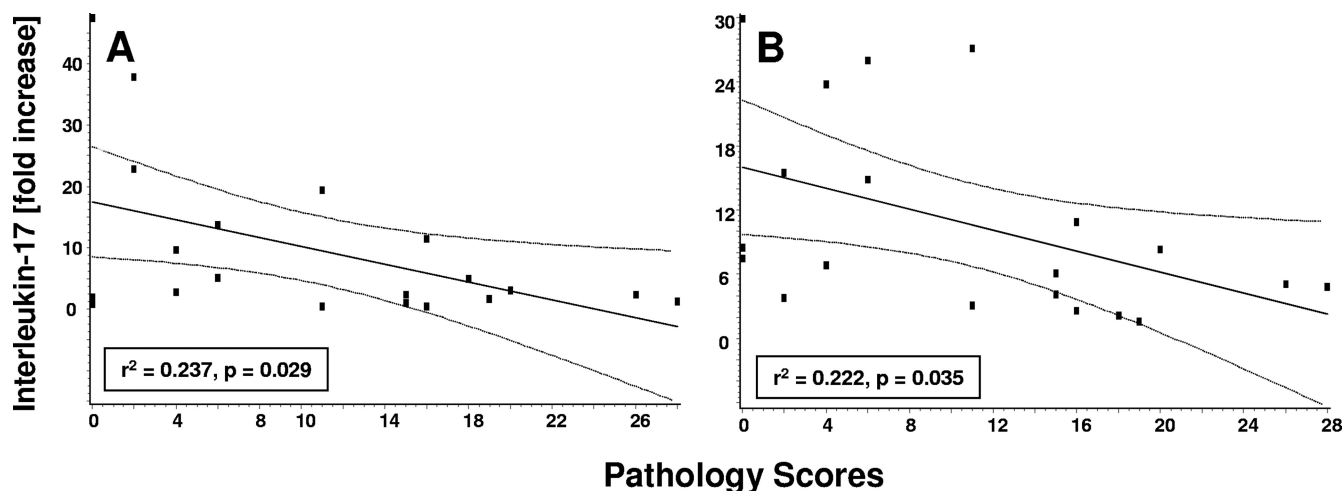 Interleukin-17 [fold increase]
A
40
30
20
10
0
r² = 0.237, p = 0.029
0 4 8 12 14 18 22 26
B
30
24
18
12
6
0
r² = 0.222, p = 0.035
0 4 8 12 16 20 24 28
Pathology Scores